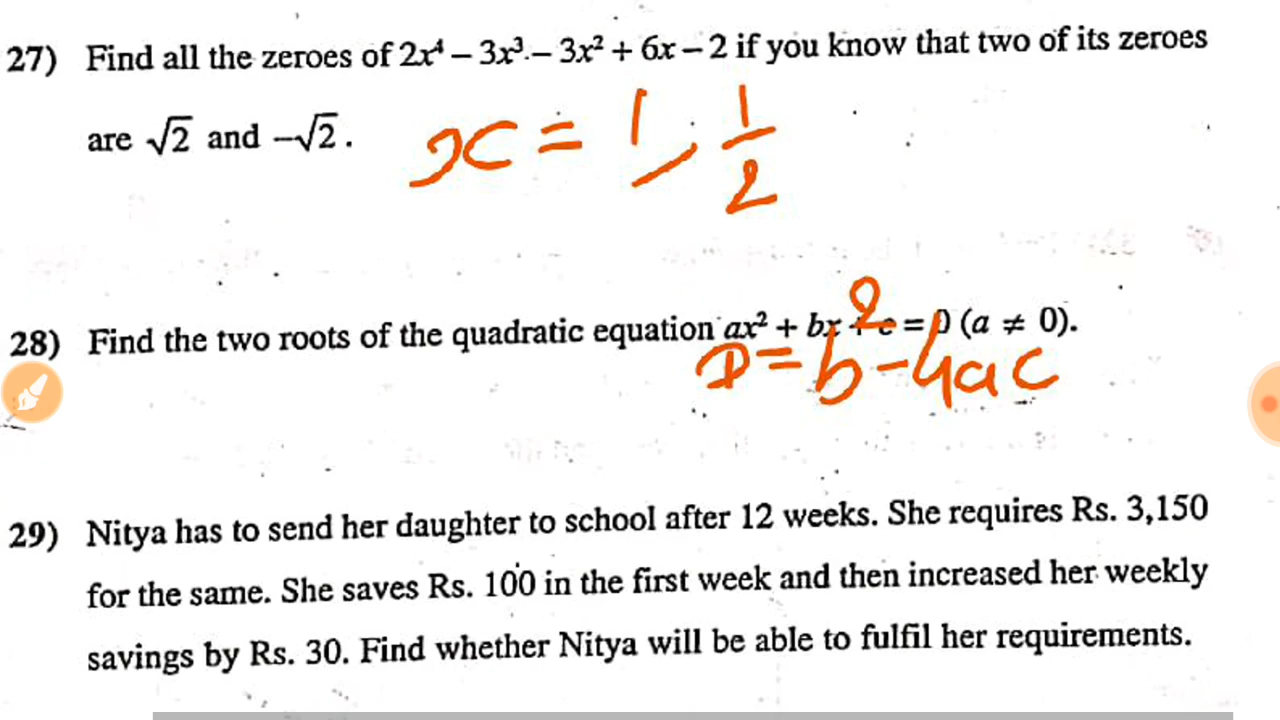 27) Find all the zeroes of 2x⁴ – 3x³ – 3x² + 6x – 2 if you know that two of its zeroes
are √2 and –√2.
x = 1, 1/2
28) Find the two roots of the quadratic equation ax² + bx + c = 0 (a ≠ 0).
D = b² - 4ac
29) Nitya has to send her daughter to school after 12 weeks. She requires Rs. 3,150
for the same. She saves Rs. 100 in the first week and then increased her weekly
savings by Rs. 30. Find whether Nitya will be able to fulfil her requirements.